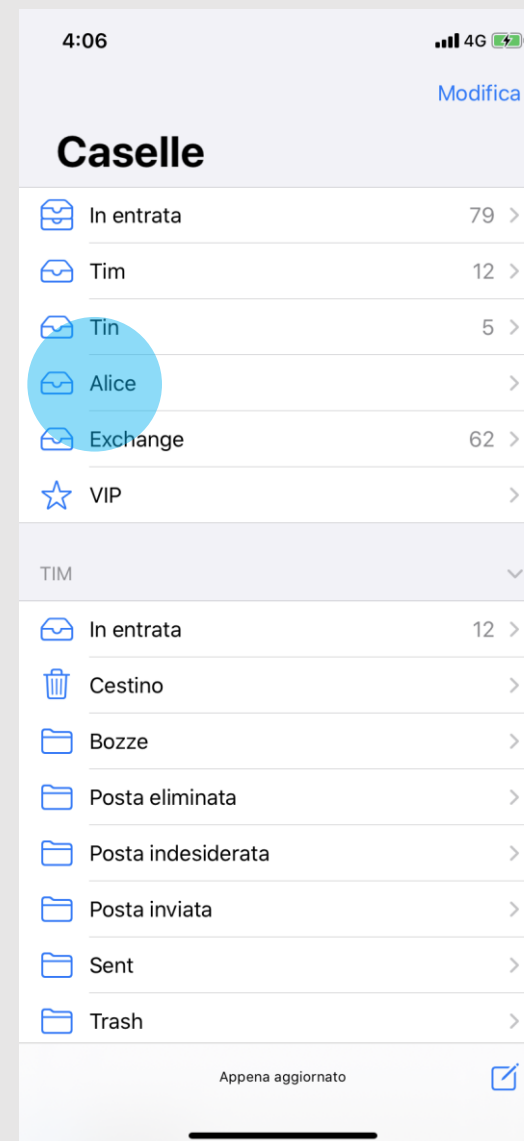 4:06 4G
Modifica
Caselle
In entrata 79
Tim 12
Tin 5
Alice
Exchange 62
VIP
TIM
In entrata 12
Cestino
Bozze
Posta eliminata
Posta indesiderata
Posta inviata
Sent
Trash
Appena aggiornato